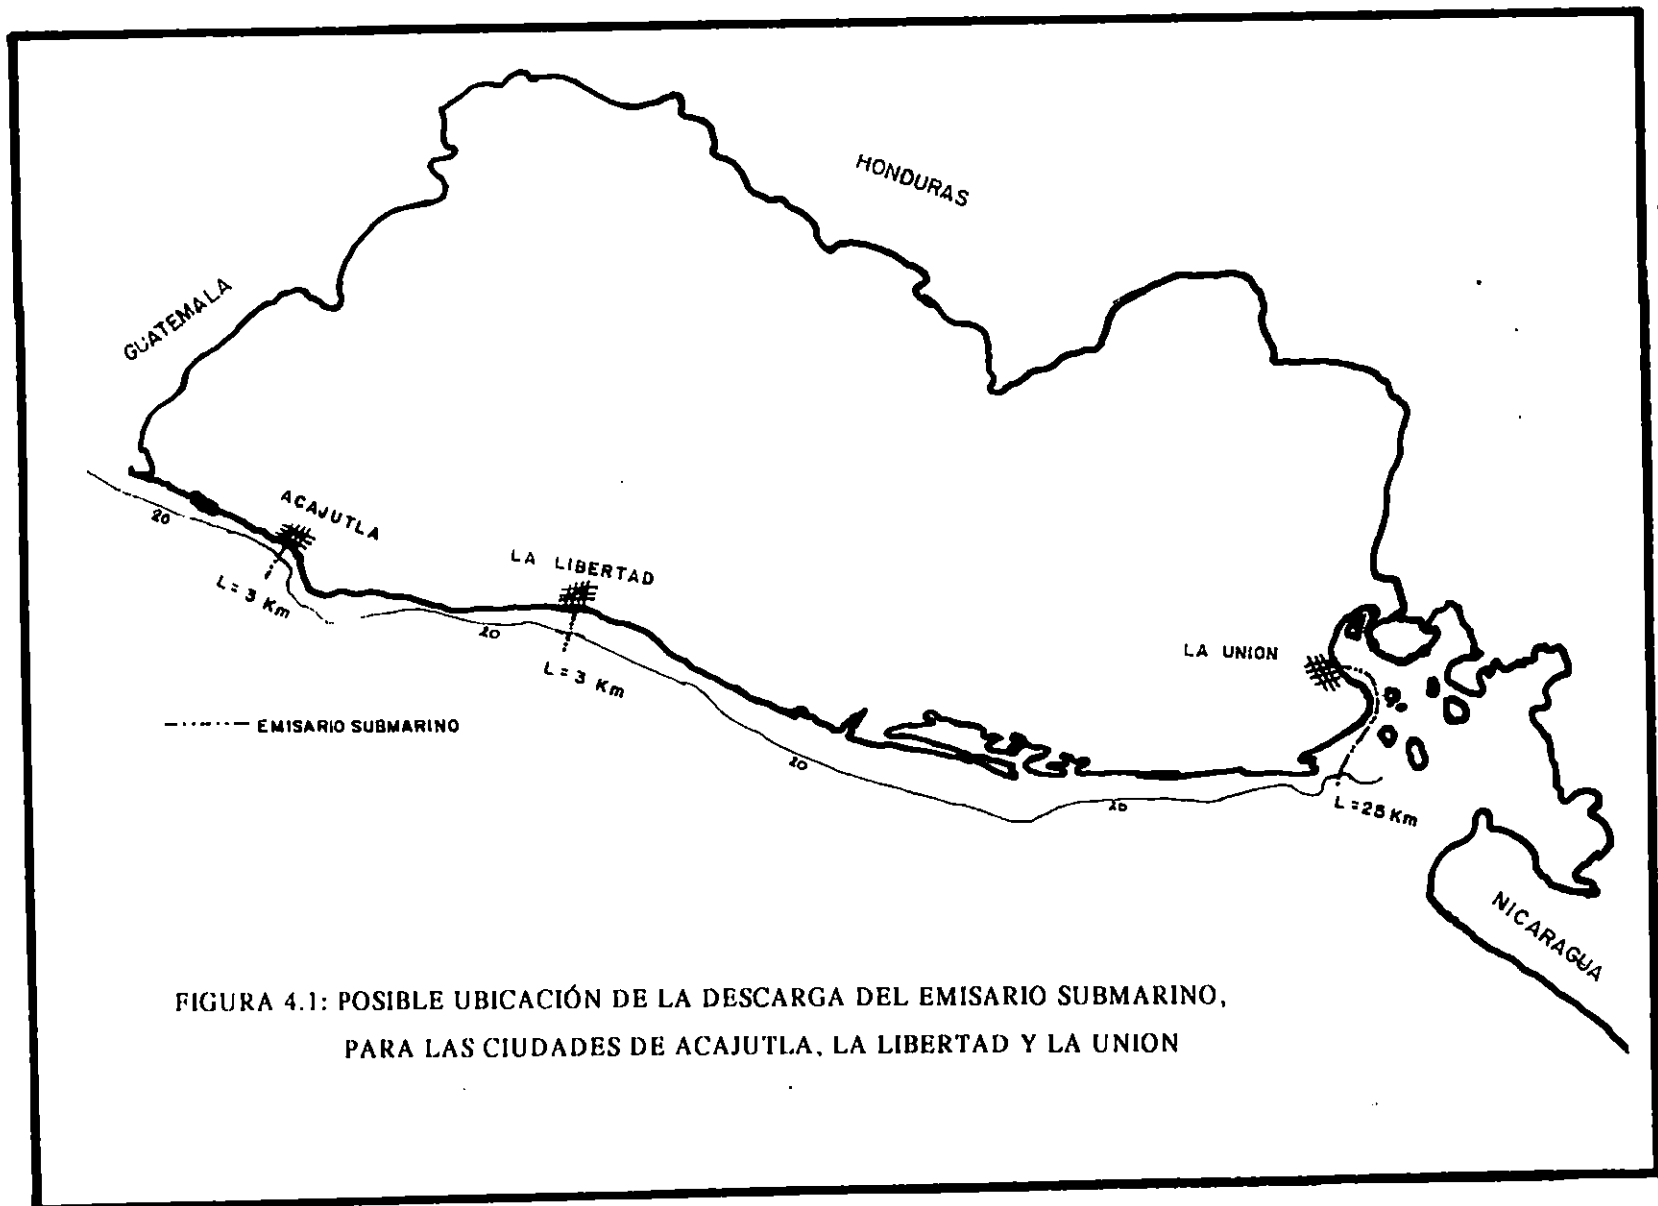 HONDURAS
GUATEMALA
ACAJUTLA
20
L = 3 Km
LA LIBERTAD
20
L = 3 Km
LA UNION
EMISARIO SUBMARINO
20
20
L = 25 Km
NICARAGUA
FIGURA 4.1: POSIBLE UBICACIÓN DE LA DESCARGA DEL EMISARIO SUBMARINO,
PARA LAS CIUDADES DE ACAJUTLA, LA LIBERTAD Y LA UNION